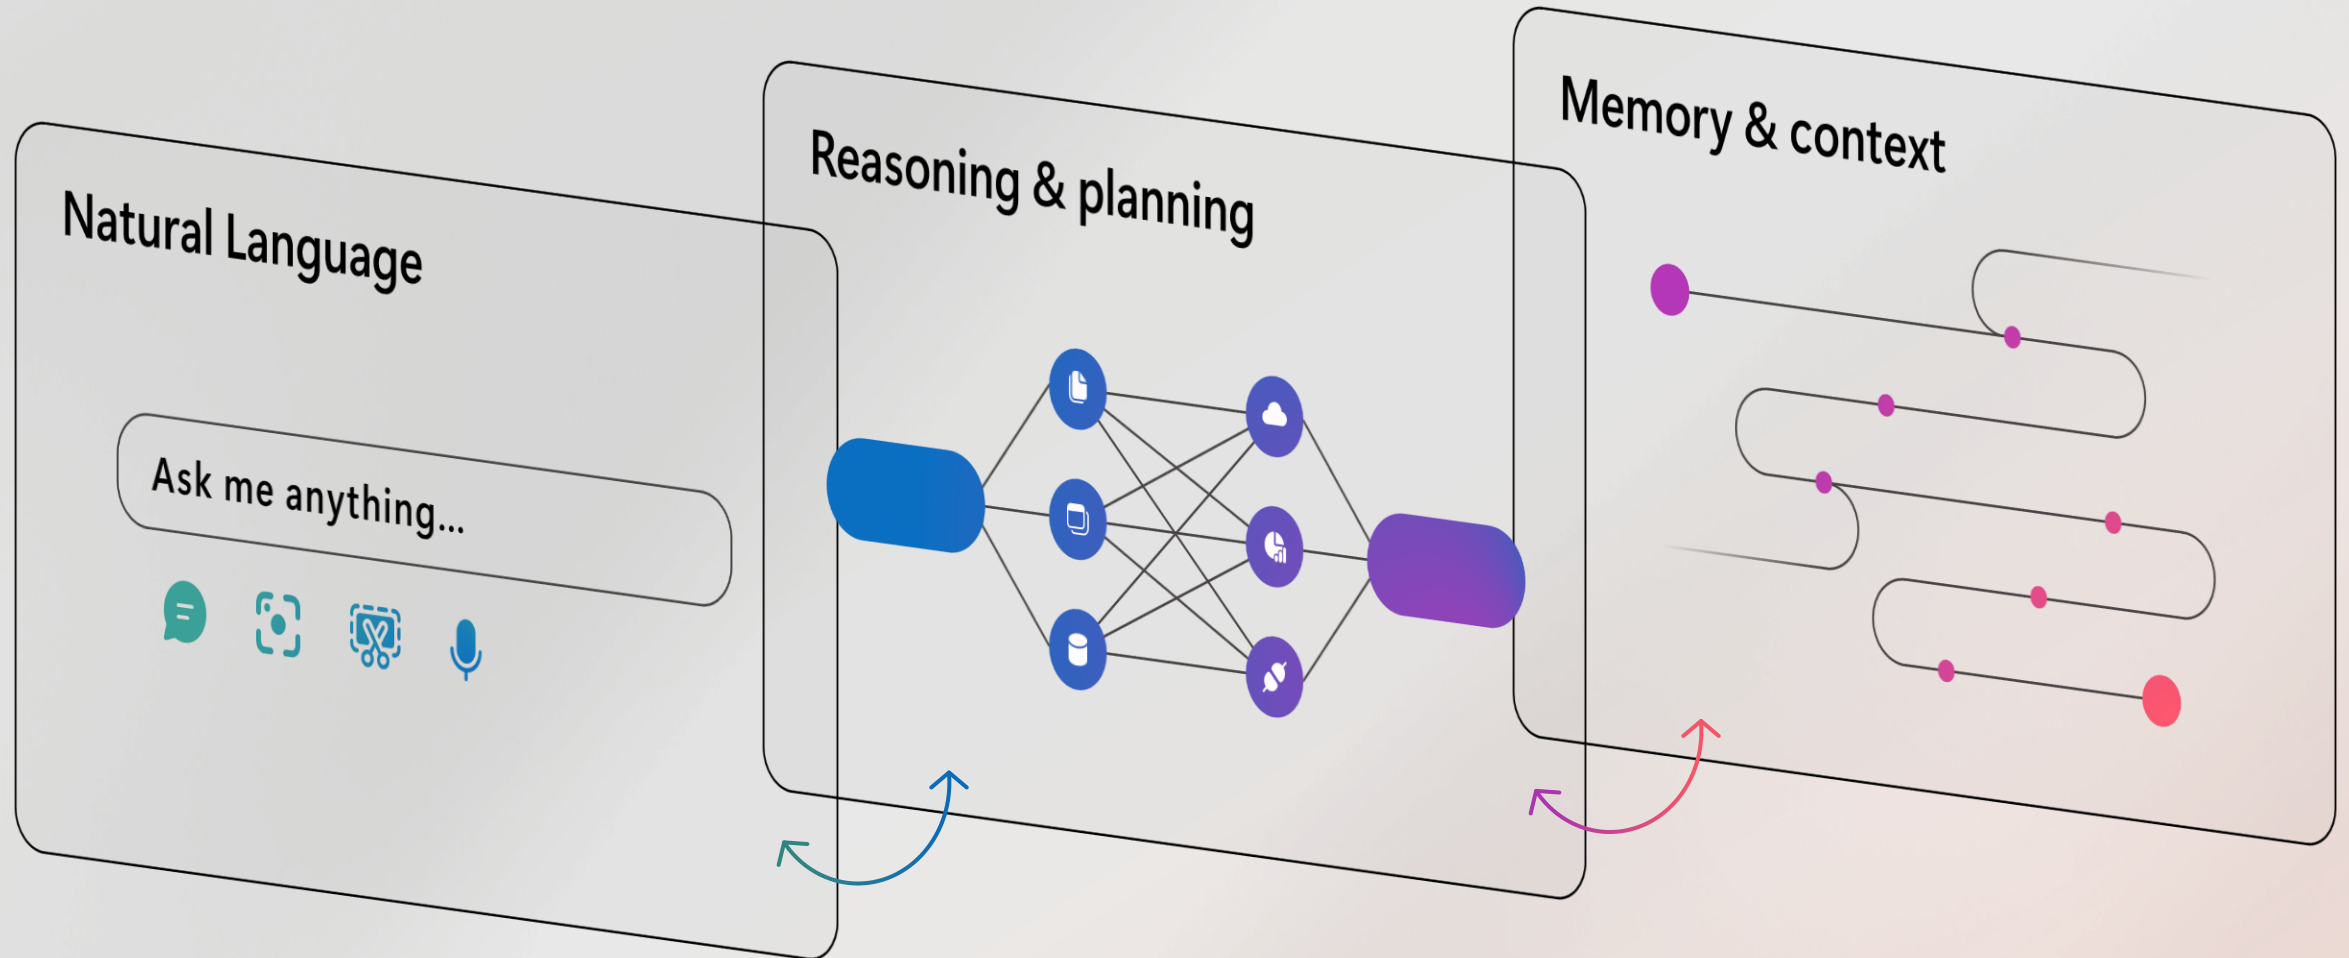 Natural Language
Ask me anything...
Reasoning & planning
Memory & context